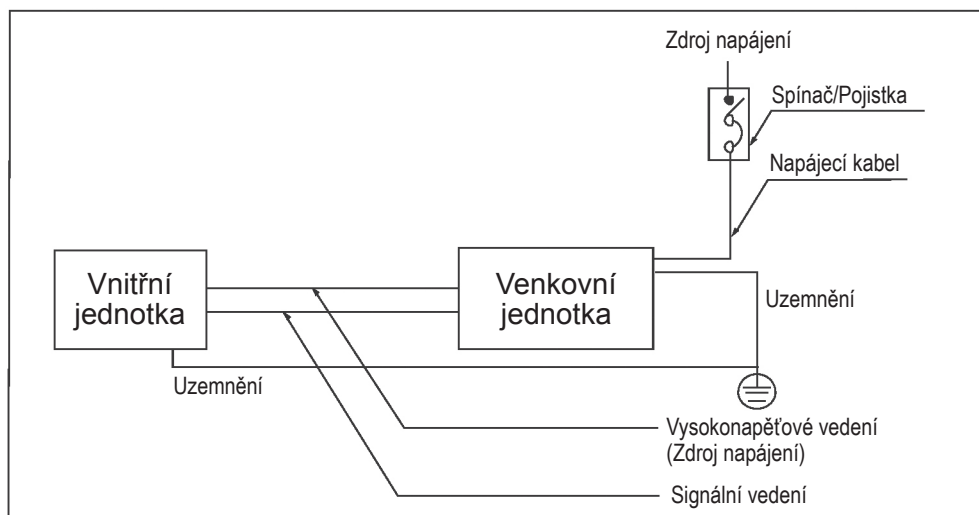 Zdroj napájení
Spínač/Pojistka
Napájecí kabel
Vnitřní
jednotka
Venkovní
jednotka
Uzemnění
Uzemnění
Vysokonapěťové vedení
(Zdroj napájení)
Signální vedení